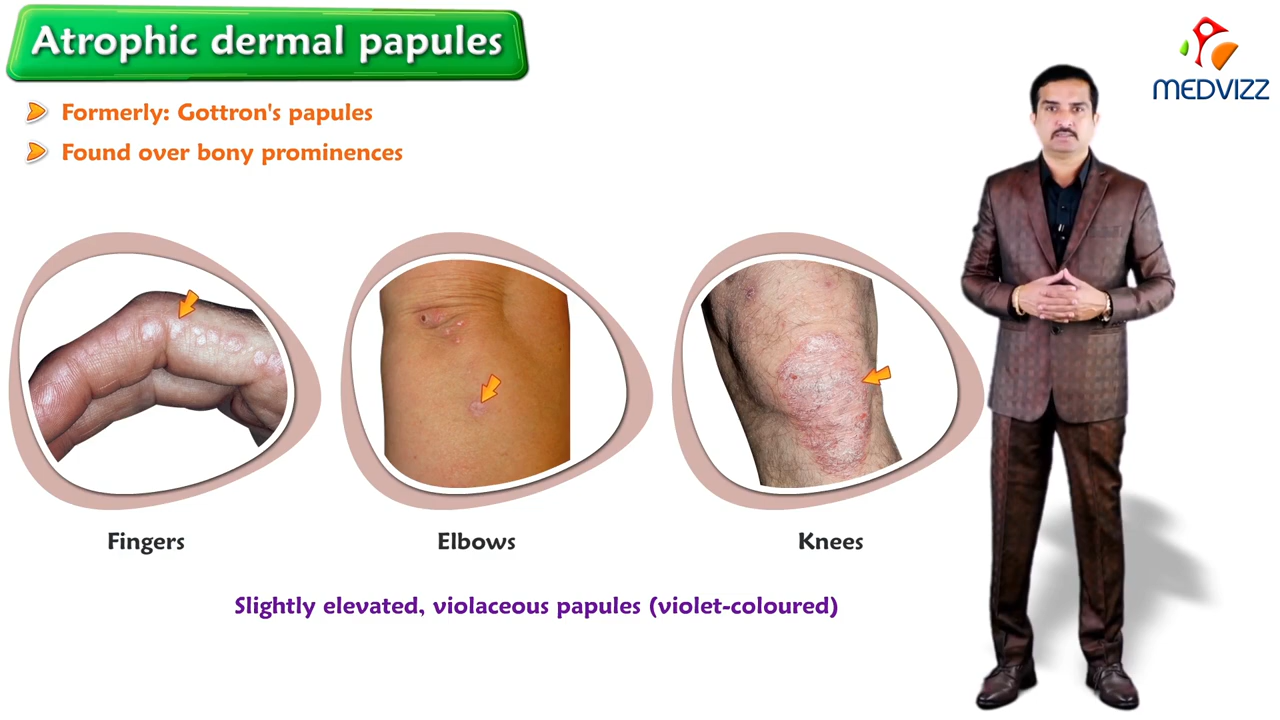 Atrophic dermal papules
MEDVIZZ
Formerly: Gottron's papules
Found over bony prominences
Fingers
Elbows
Knees
Slightly elevated, violaceous papules (violet-coloured)